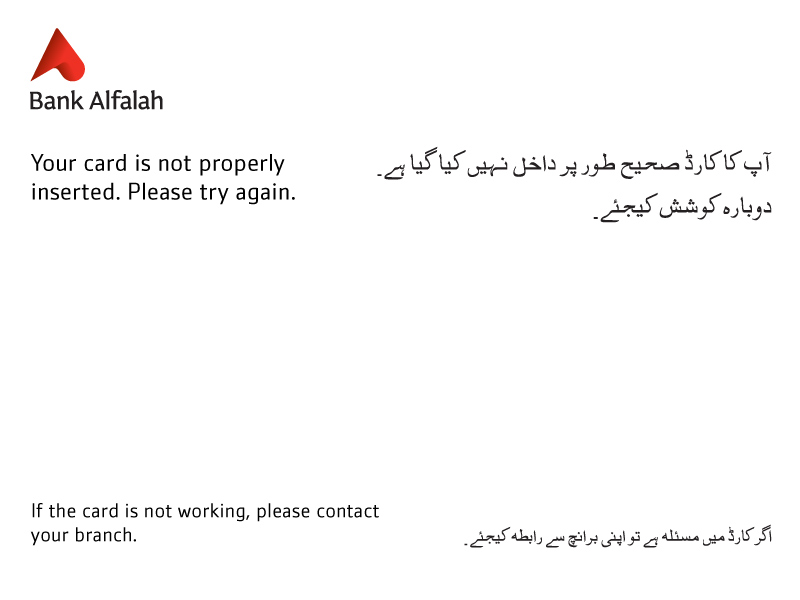 Bank Alfalah
Your card is not properly
inserted. Please try again.
آپ کا کارڈ صحیح طور پر داخل نہیں کیا گیا ہے۔
دوبارہ کوشش کیجئے۔
If the card is not working, please contact
your branch.
اگر کارڈ میں مسئلہ ہے تو اپنی برانچ سے رابطہ کیجئے۔